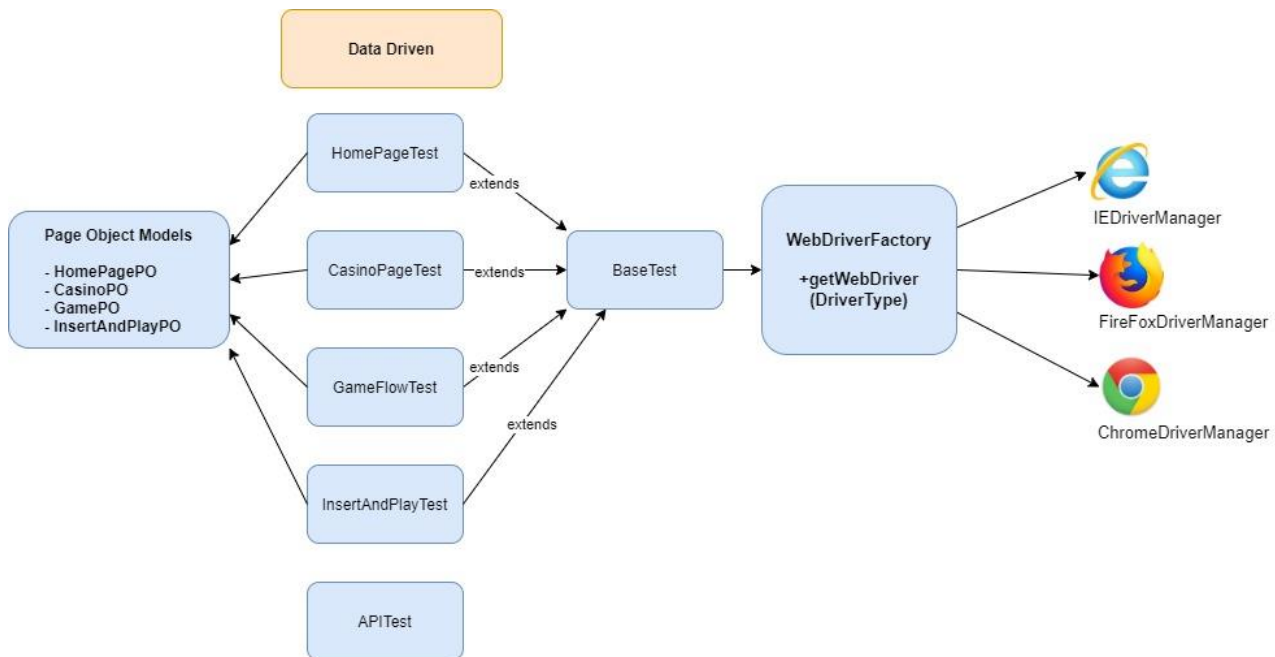 Data Driven
HomePageTest
extends
Page Object Models
- HomePagePO
- CasinoPO
- GamePO
- InsertAndPlayPO
CasinoPageTest
extends
BaseTest
WebDriverFactory
+getWebDriver
(DriverType)
IEDriverManager
FireFoxDriverManager
ChromeDriverManager
GameFlowTest
extends
InsertAndPlayTest
extends
APITest